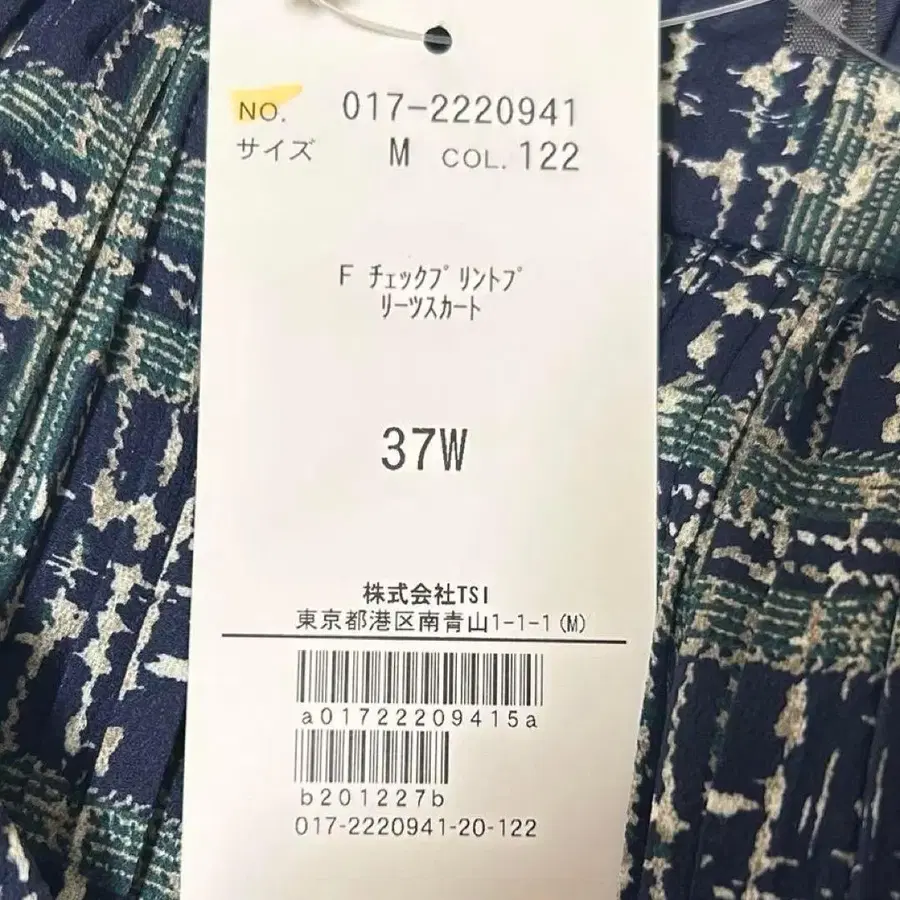 NO. 017-2220941
サイズ M COL. 122
F ﾁｪｯｸﾌﾟﾘﾝﾄﾌﾟ
ﾘｰﾂｽｶｰﾄ
37W
株式会社TSI
東京都港区南青山1-1-1(M)
a01722209415a
b201227b
017-2220941-20-122